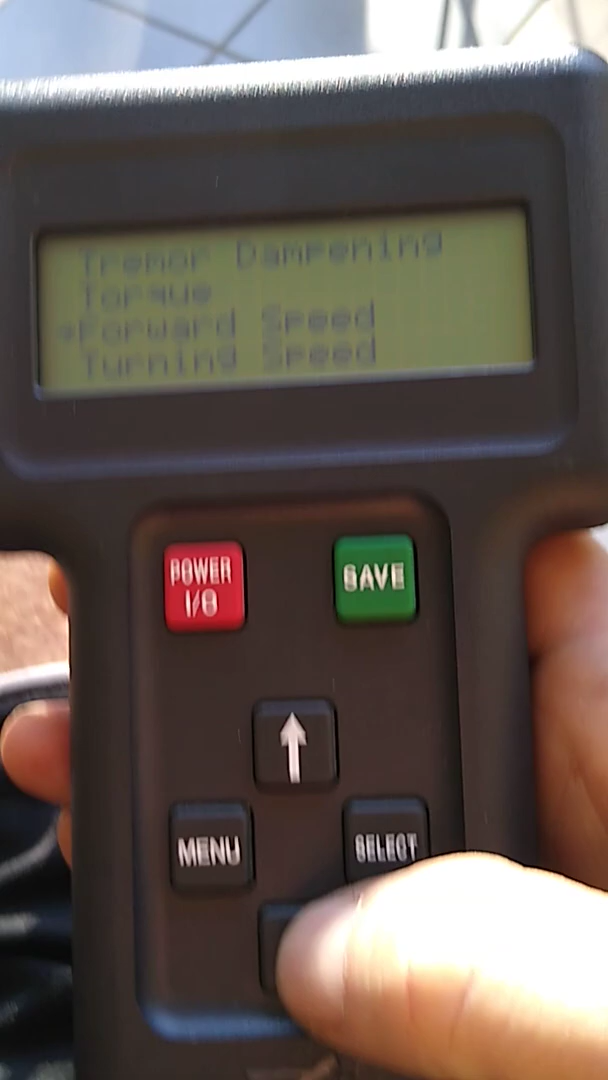 Tremor Dampening
Torque
→Forward Speed
Turning Speed
POWER
I/O
SAVE
↑
MENU
SELECT